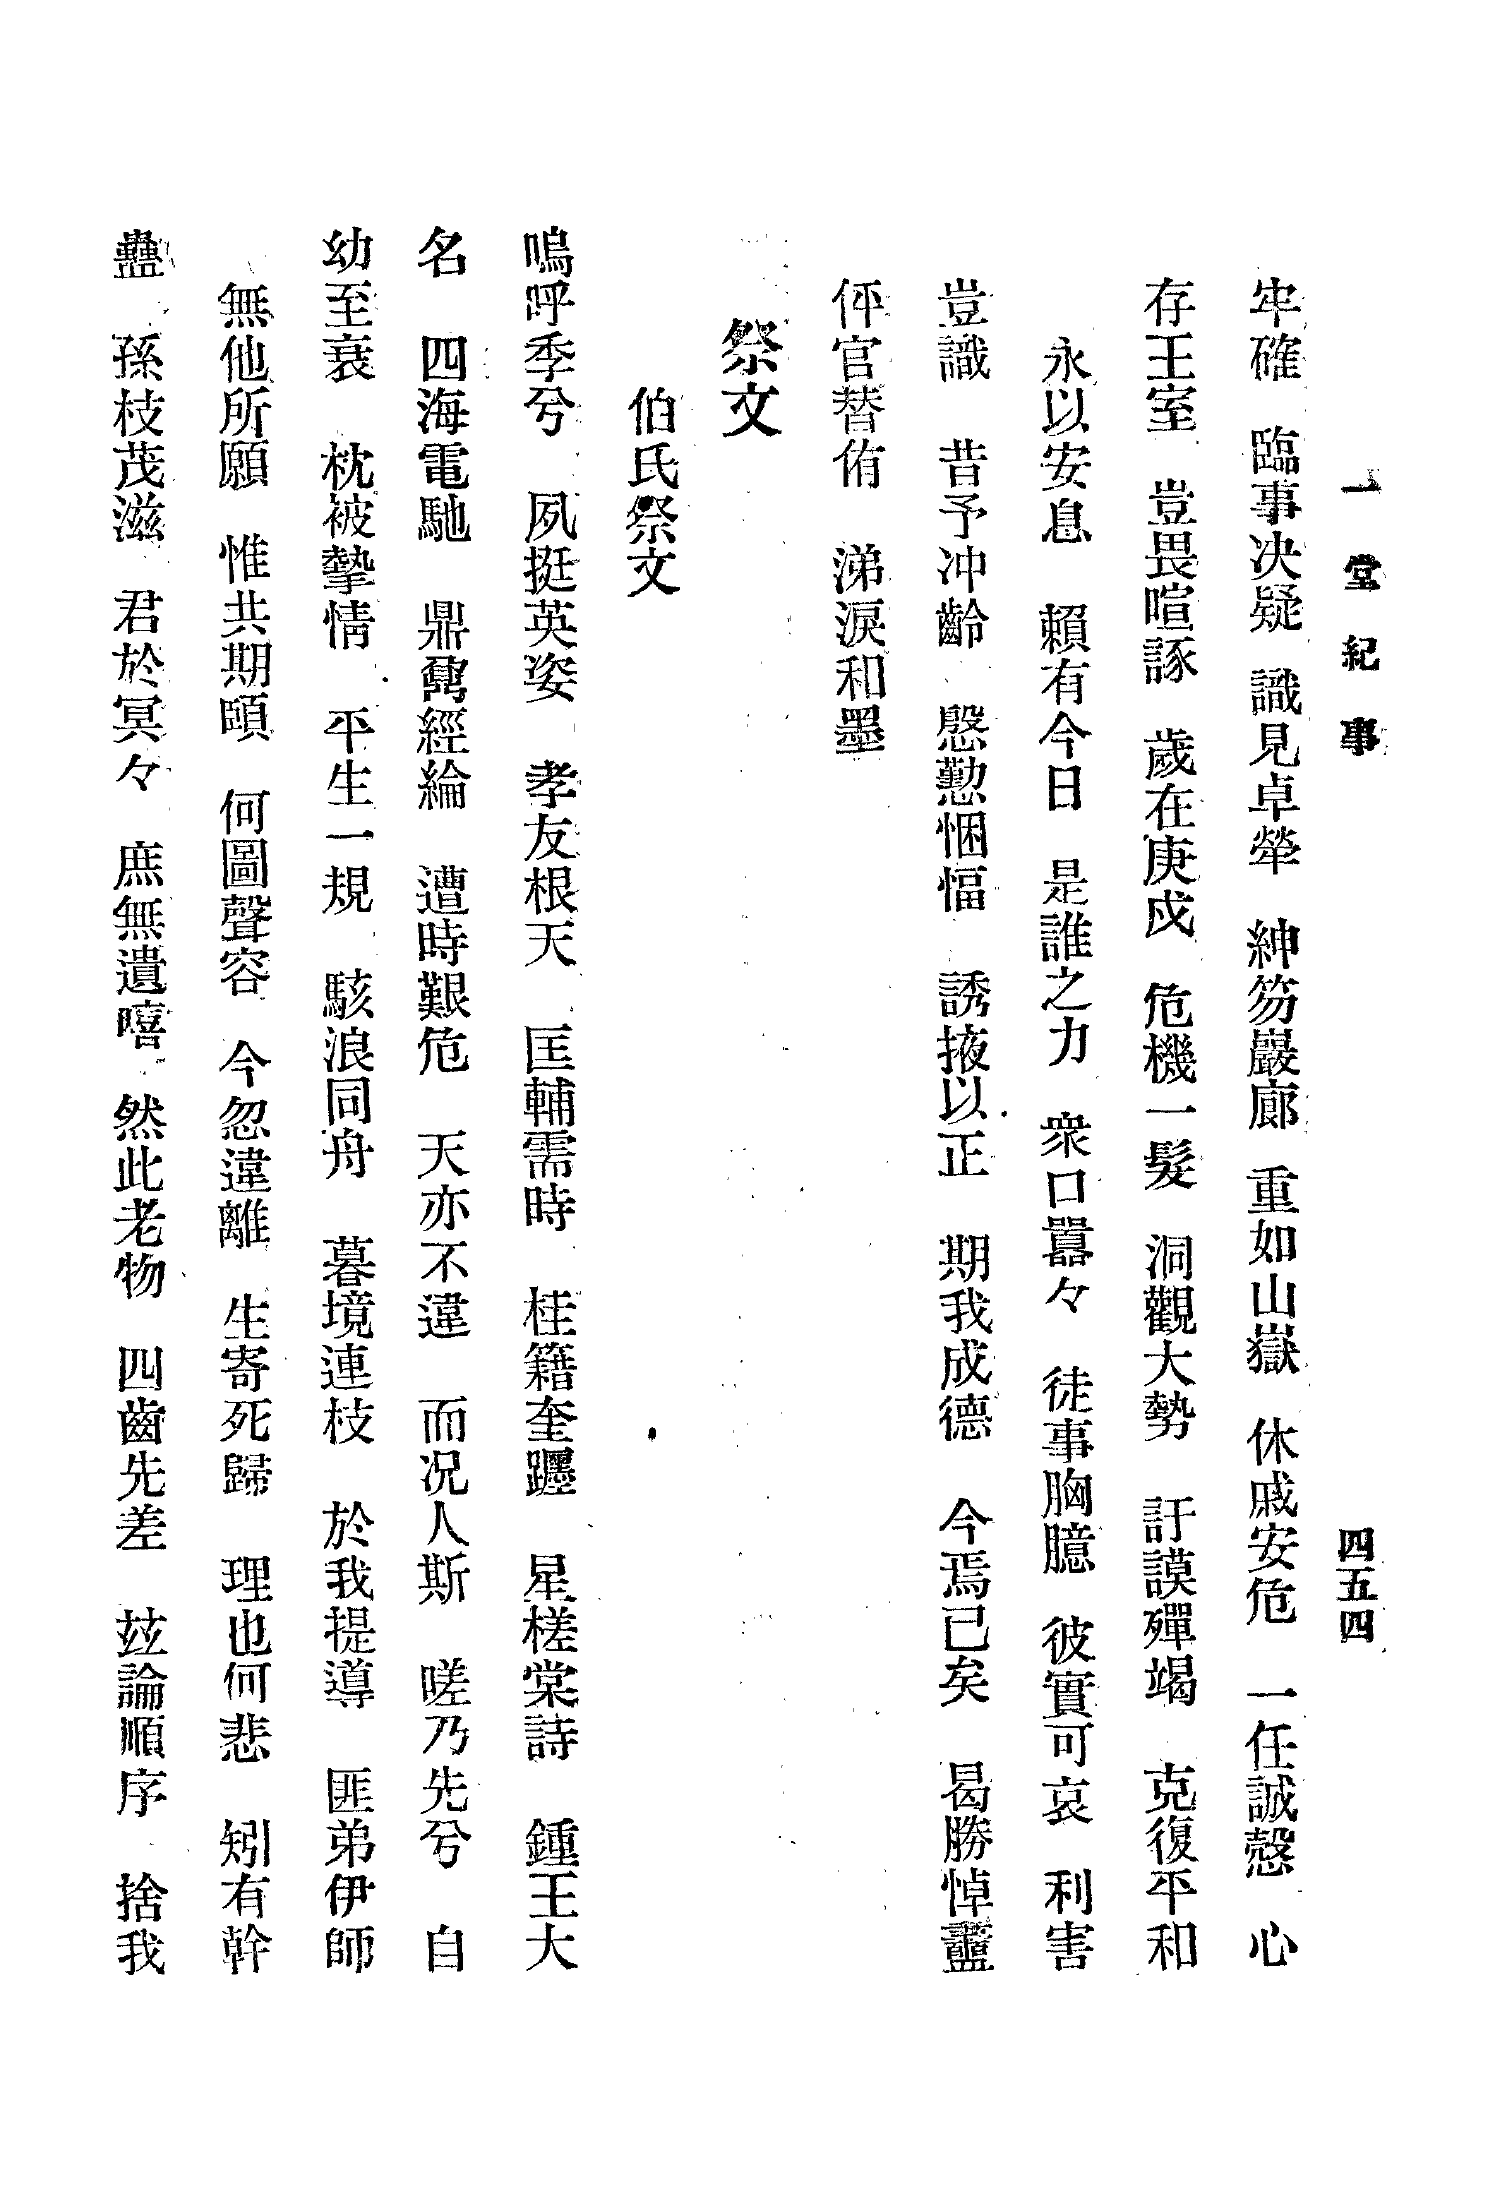 一堂紀事 四五四
牢確 臨事决疑 識見卓犖 紳笏巖廊 重如山嶽 休戚安危 一任誠慤 心
存王室 豈畏喧諑 歲在庚戌 危機一髮 洞觀大勢 訏謨殫竭 克復平和
永以安息 賴有今日 是誰之力 衆口囂々 徒事胸臆 彼實可哀 利害
豈識 昔予冲齡 慇懃悃愊 誘掖以正 期我成德 今焉已矣 曷勝悼衋
伻官替侑 涕淚和墨
祭文
伯氏祭文
嗚呼季兮 夙挺英姿 孝友根天 匡輔需時 桂籍奎躔 星槎棠詩 鍾王大
名 四海電馳 鼎鼐經綸 遭時艱危 天亦不違 而况人斯 嗟乃先兮 自
幼至衰 枕被摯情 平生一規 駭浪同舟 暮境連枝 於我提導 匪弟伊師
無他所願 惟共期頤 何圖聲容 今忽違離 生寄死歸 理也何悲 矧有幹
蠱 孫枝茂滋 君於冥々 庶無遺嘻 然此老物 四齒先差 玆論順序 捨我